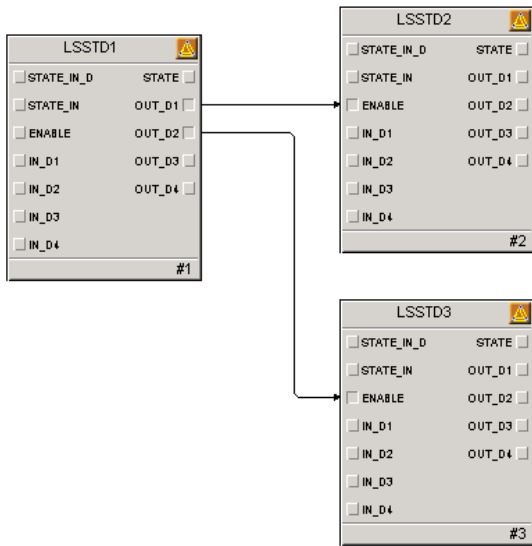 LSSTD1
STATE_IN_D STATE
STATE_IN OUT_D1
ENABLE OUT_D2
IN_D1 OUT_D3
IN_D2 OUT_D4
IN_D3
IN_D4
#1
LSSTD2
STATE_IN_D STATE
STATE_IN OUT_D1
ENABLE OUT_D2
IN_D1 OUT_D3
IN_D2 OUT_D4
IN_D3
IN_D4
#2
LSSTD3
STATE_IN_D STATE
STATE_IN OUT_D1
ENABLE OUT_D2
IN_D1 OUT_D3
IN_D2 OUT_D4
IN_D3
IN_D4
#3